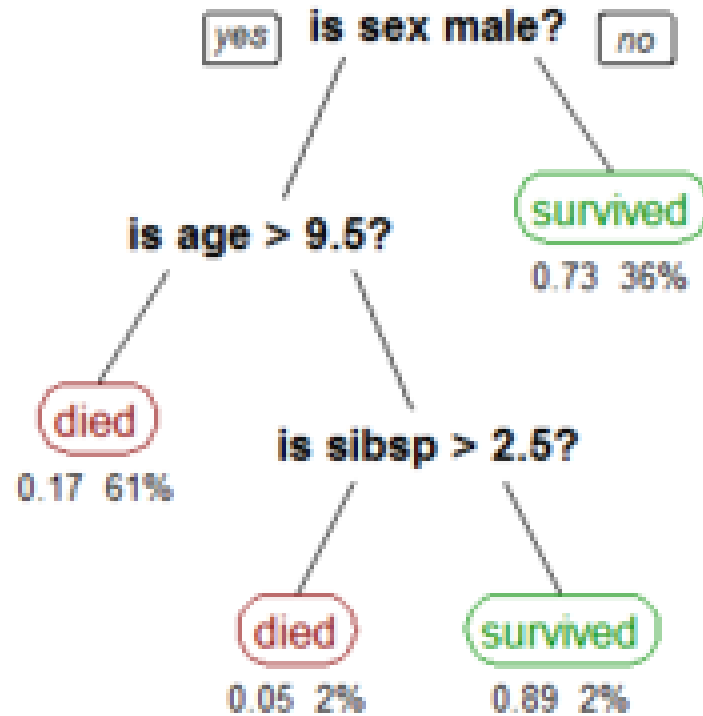 yes is sex male? no
survived
is age > 9.5?
0.73 36%
died
is sibsp > 2.5?
0.17 61%
died survived
0.05 2% 0.89 2%